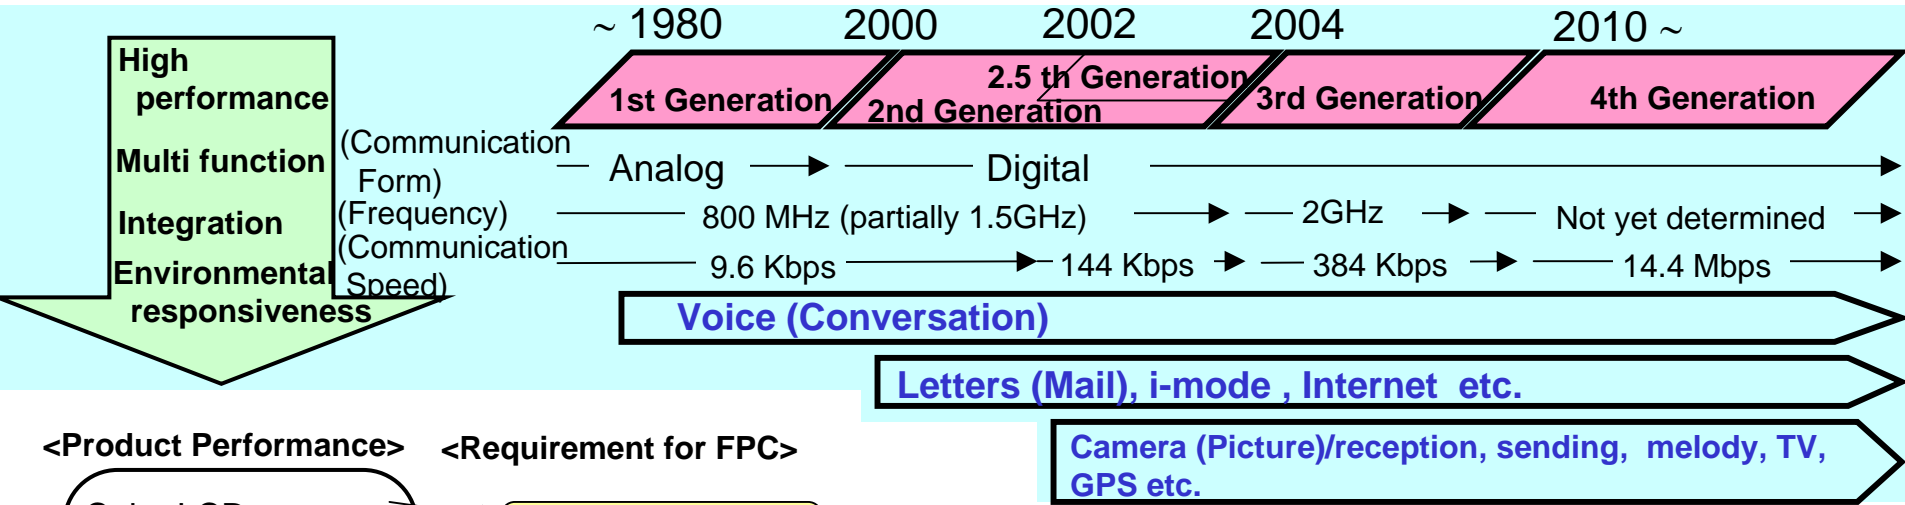 ~ 1980 2000 2002 2004 2010 ~
High
performance
2.5 th Generation
1st Generation 2nd Generation 3rd Generation 4th Generation
Multi function
(Communication
Form)
Analog Digital
Integration
(Frequency)
800 MHz (partially 1.5GHz) 2GHz Not yet determined
(Communication
Speed)
9.6 Kbps 144 Kbps 384 Kbps 14.4 Mbps
Environmental
responsiveness
Voice (Conversation)
Letters (Mail), i-mode , Internet etc.
Camera (Picture)/reception, sending, melody, TV,
GPS etc.
<Product Performance> <Requirement for FPC>